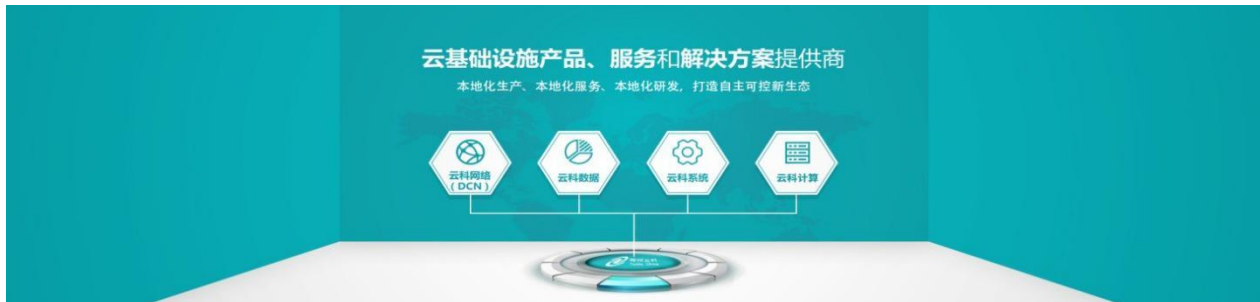 云基础设施产品、服务和解决方案提供商
本地化生产、本地化服务、本地化研发，打造自主可控新生态
云科网络
（DCN）
云科数据
云科系统
云科计算